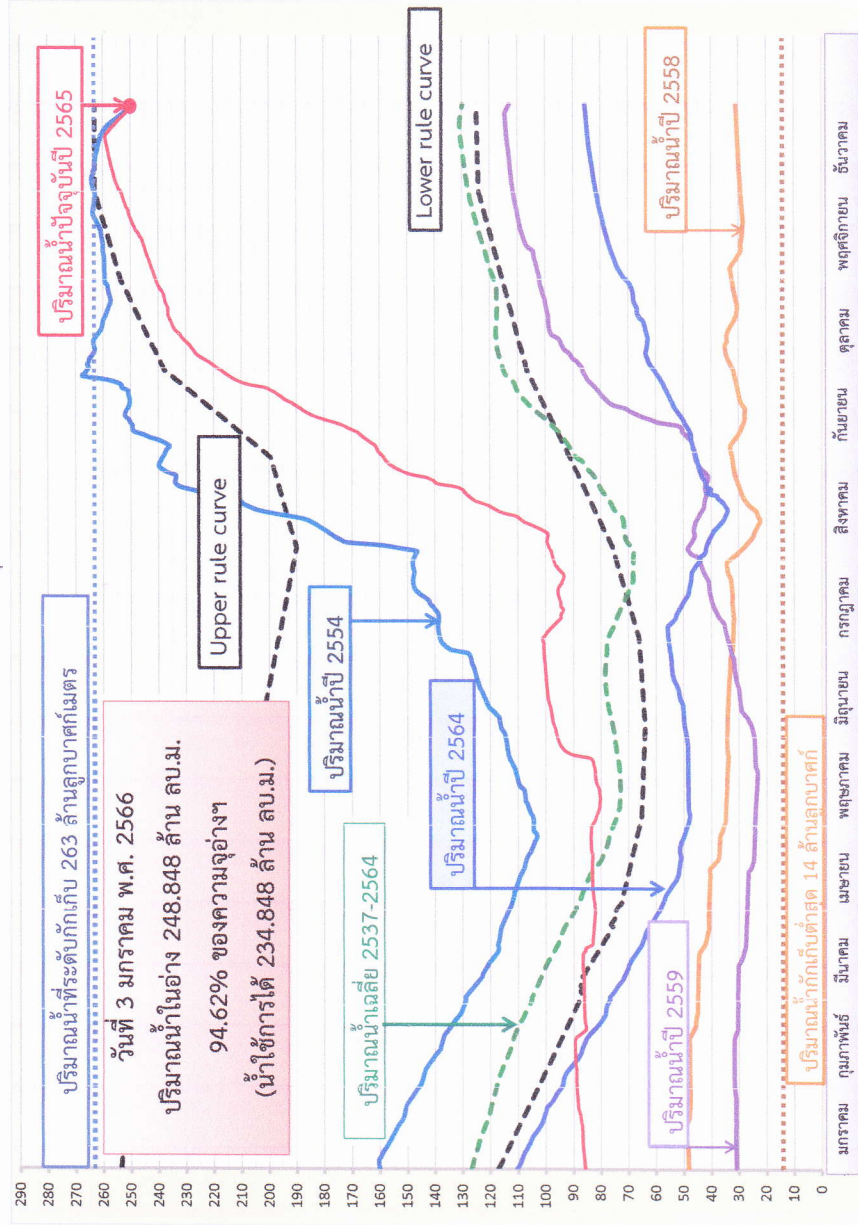 ปริมาณน้ำที่ระดับกักเก็บ 263 ล้านลูกบาศก์เมตร
วันที่ 3 มกราคม พ.ศ. 2566
ปริมาณน้ำในอ่าง 248.848 ล้าน ลบ.ม.
94.62% ของความจุอ่างฯ
(น้ำใช้การได้ 234.848 ล้าน ลบ.ม.)
ปริมาณน้ำปัจจุบันปี 2565
Upper rule curve
ปริมาณน้ำปี 2554
ปริมาณน้ำเฉลี่ย 2537-2564
ปริมาณน้ำปี 2564
Lower rule curve
ปริมาณน้ำปี 2559
ปริมาณน้ำปี 2558
ปริมาณน้ำกักเก็บต่ำสุด 14 ล้านลูกบาศก์
290
280
270
260
250
240
230
220
210
200
190
180
170
160
150
140
130
120
110
100
90
80
70
60
50
40
30
20
10
0
มกราคม กุมภาพันธ์ มีนาคม เมษายน พฤษภาคม มิถุนายน กรกฎาคม สิงหาคม กันยายน ตุลาคม พฤศจิกายน ธันวาคม